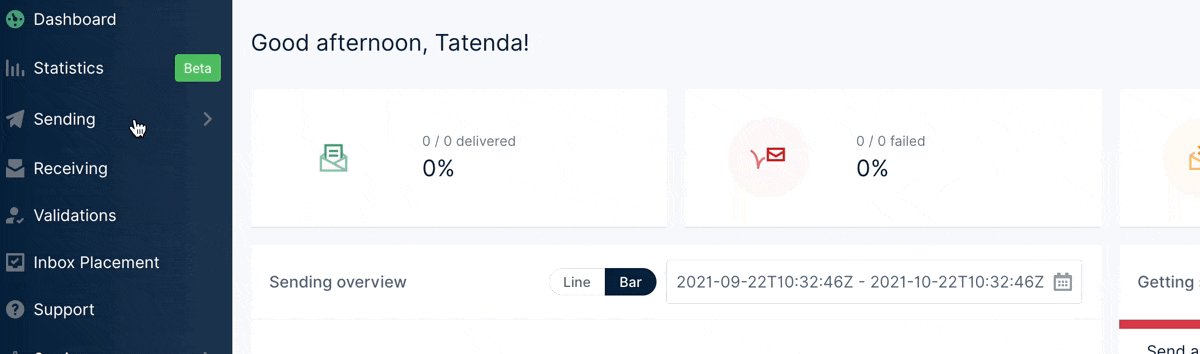 Dashboard
Statistics
Beta
Sending
Receiving
Validations
Inbox Placement
Support
Good afternoon, Tatenda!
0 / 0 delivered
0%
0 / 0 failed
0%
Sending overview
Line
Bar
2021-09-22T10:32:46Z - 2021-10-22T10:32:46Z
Getting
Send a